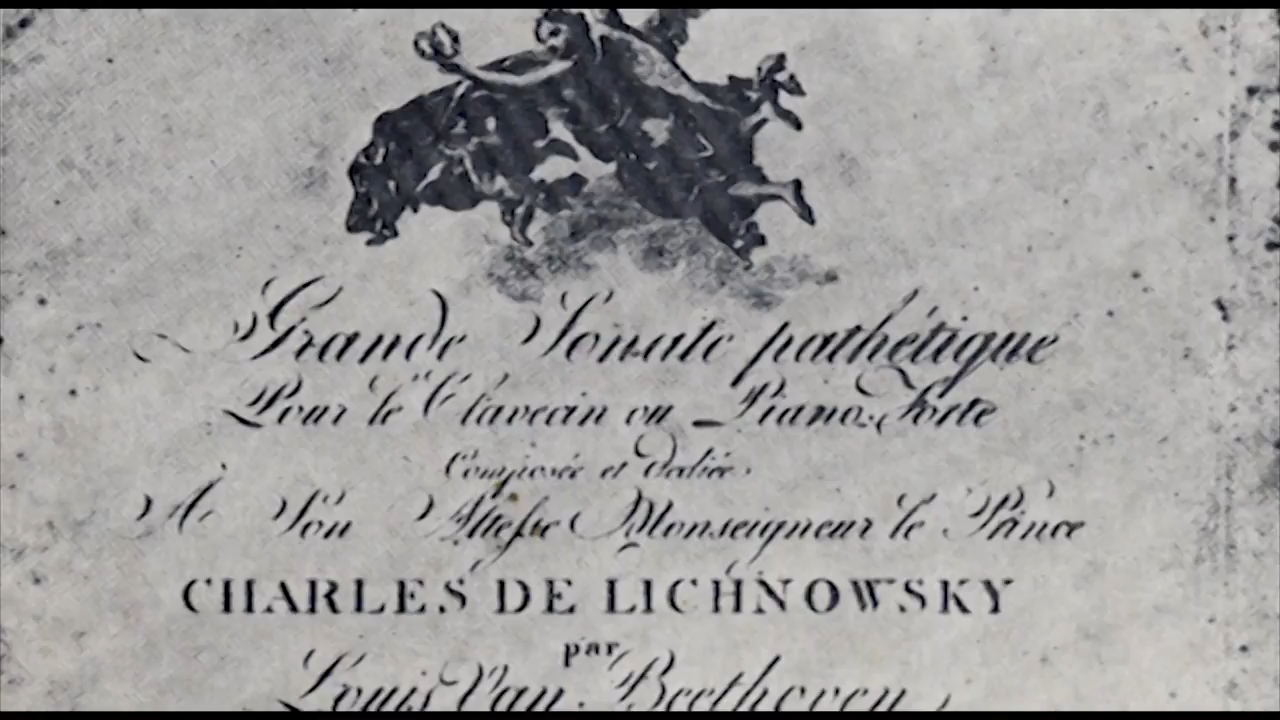 Grande Sonate pathétique
Pour le Clavecin ou Piano-Forte
Composée et dediée
A Son Altesse Monseigneur le Prince
CHARLES DE LICHNOWSKY
par
Louis Van Beethoven